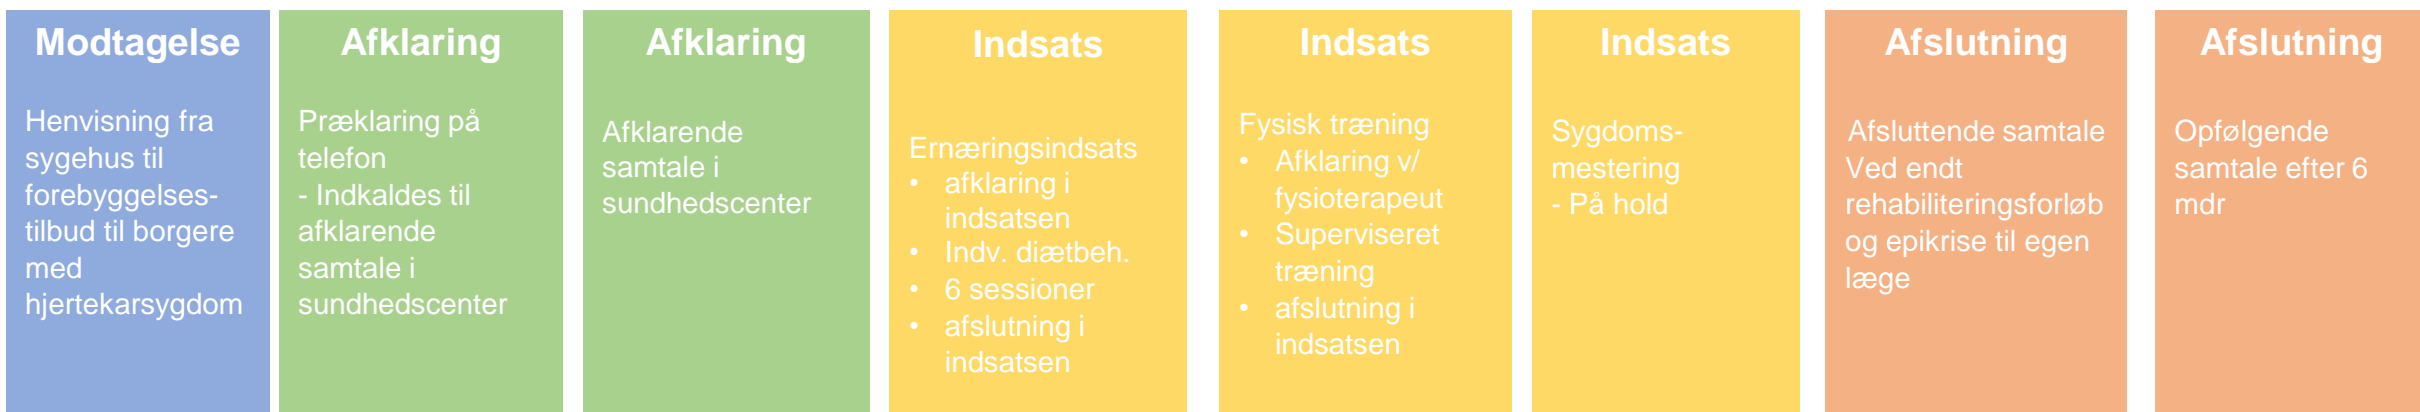 Modtagelse
Henvisning fra
sygehus til
forebyggelses-
tilbud til borgere
med
hjertekarsygdom
Afklaring
Præklaring på
telefon
- Indkaldes til
afklarende
samtale i
sundhedscenter
Afklaring
Afklarende
samtale i
sundhedscenter
Indsats
Ernæringsindsats
• afklaring i
indsatsen
• Indv. diætbeh.
• 6 sessioner
• afslutning i
indsatsen
Indsats
Fysisk træning
• Afklaring v/
fysioterapeut
• Superviseret
træning
• afslutning i
indsatsen
Indsats
Sygdoms-
mestering
- På hold
Afslutning
Afsluttende samtale
Ved endt
rehabiliteringsforløb
og epikrise til egen
læge
Afslutning
Opfølgende
samtale efter 6
mdr